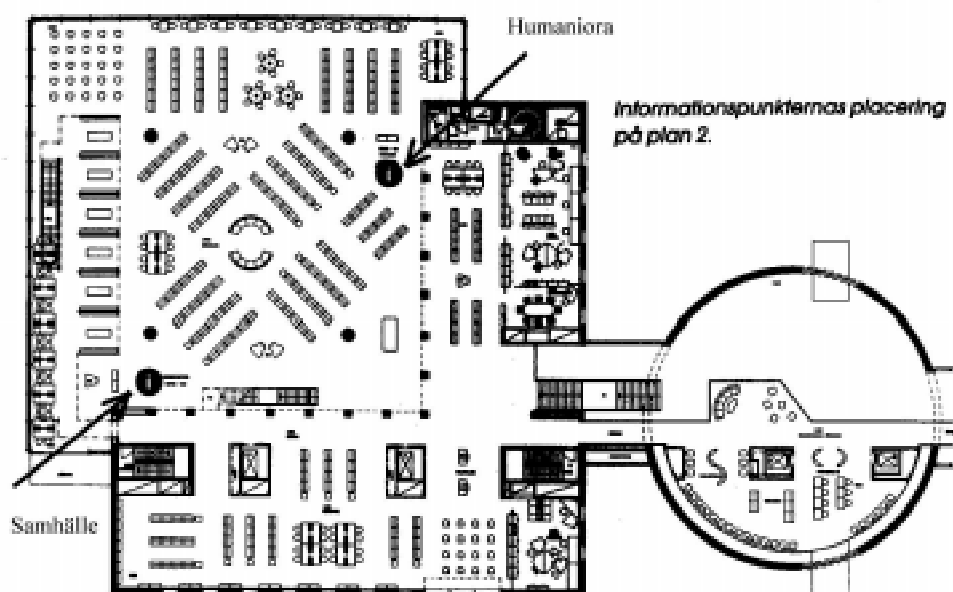 Humaniora
Informationspunkternas placering
på plan 2.
Samhälle